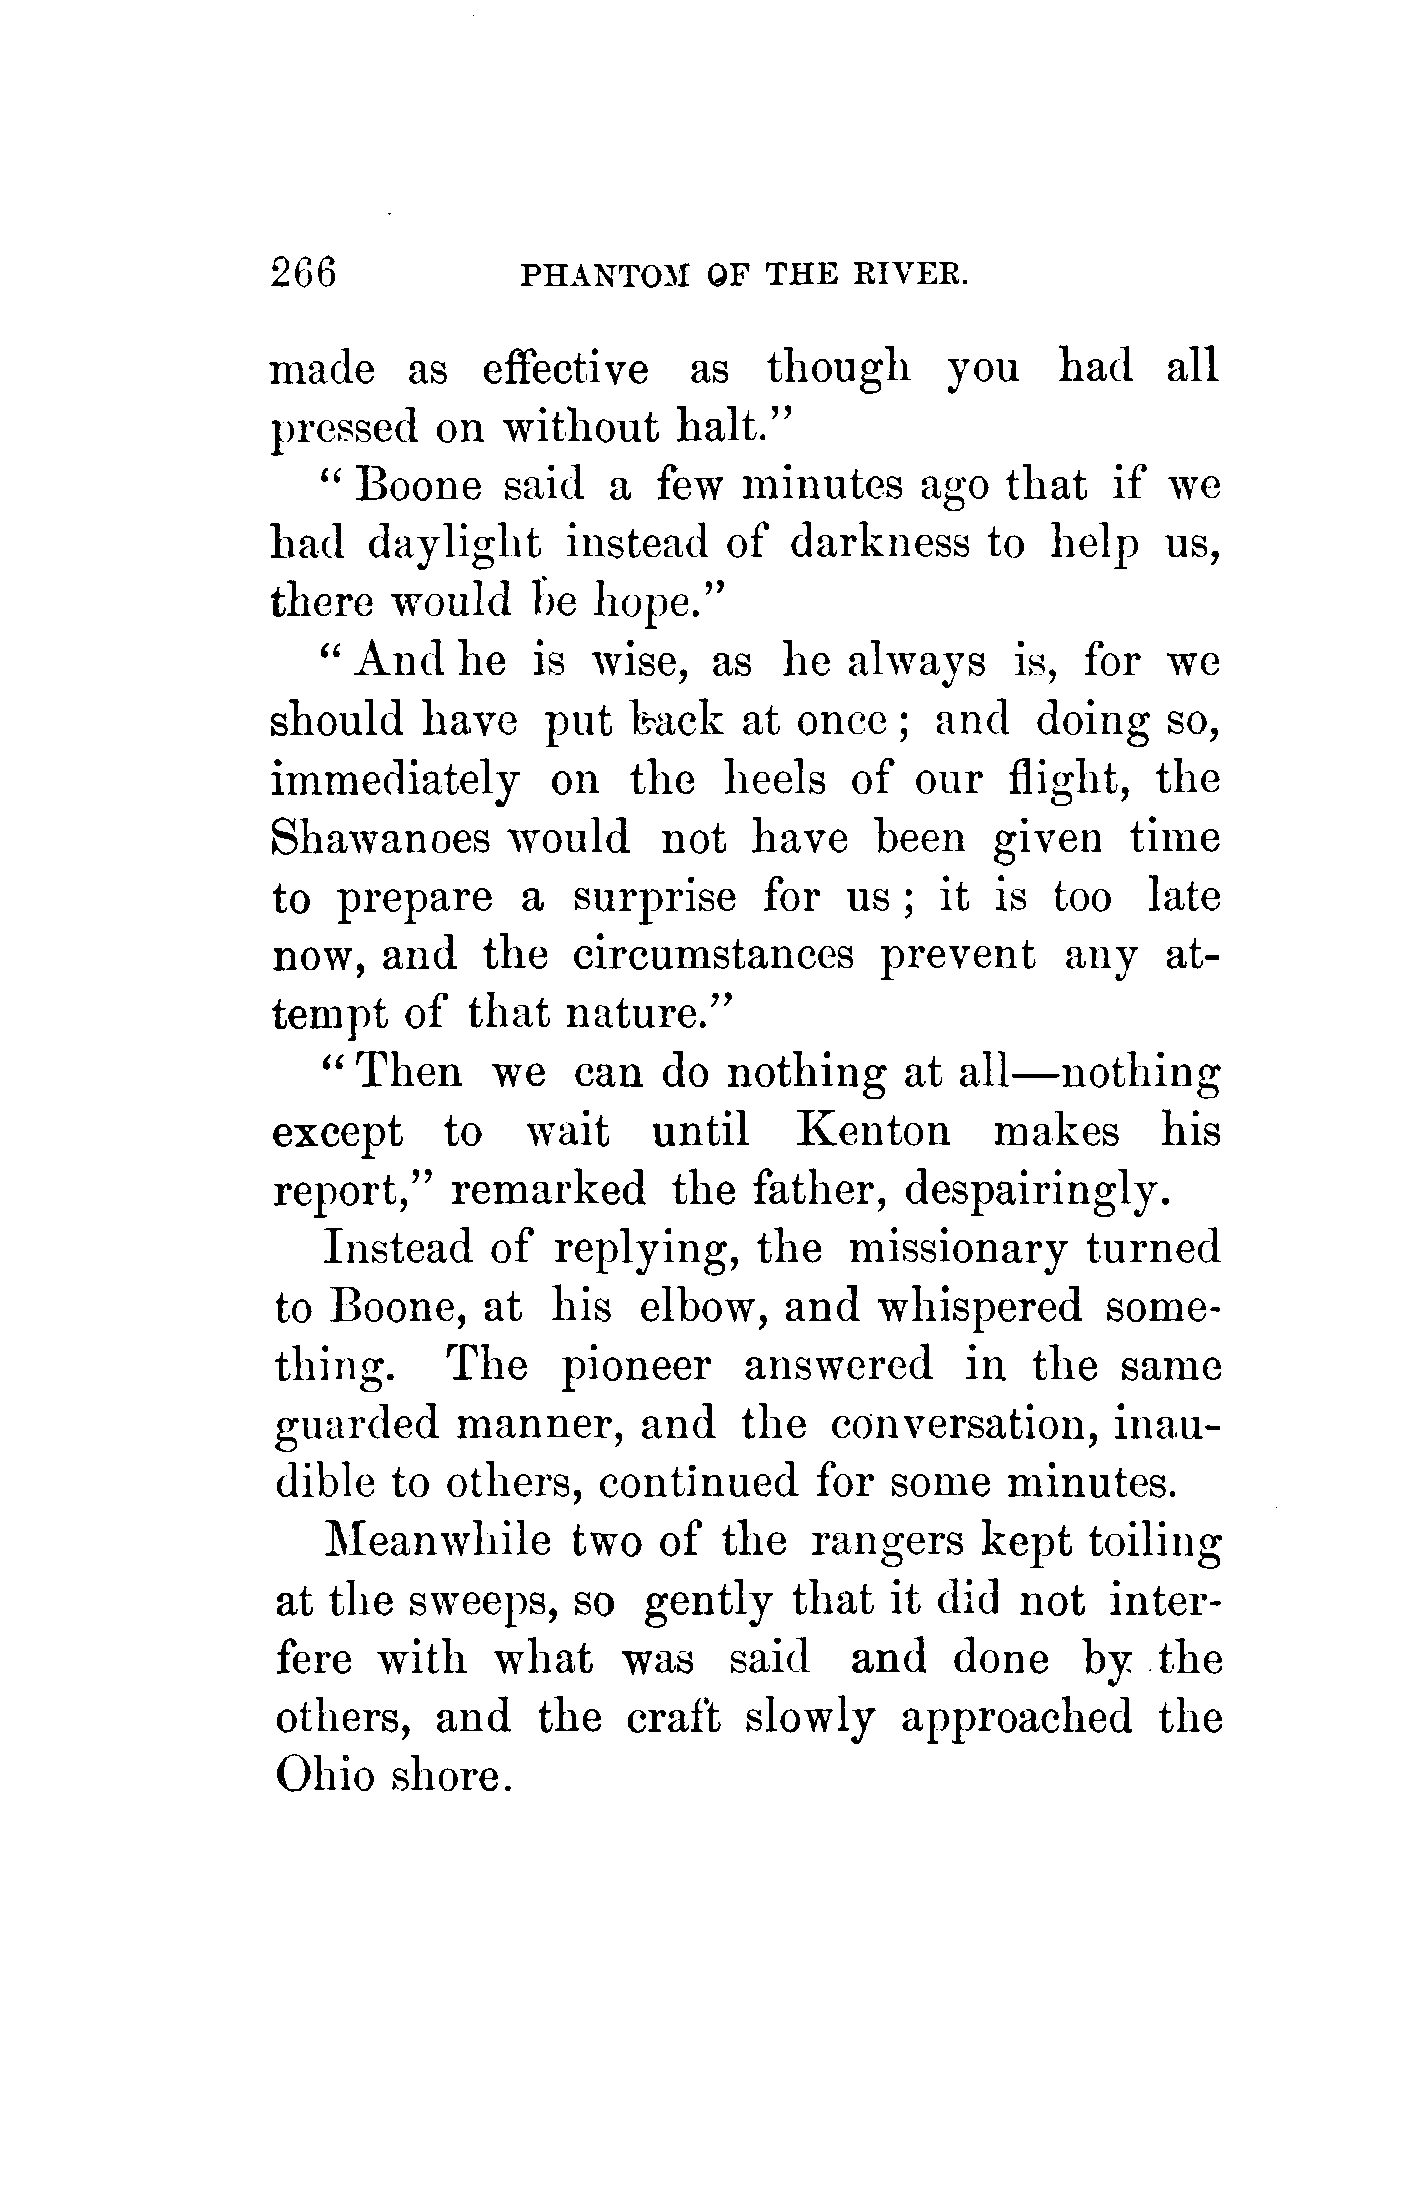 266 PHANTOM OF THE RIVER.
made as effective as though you had all
pressed on without halt."
" Boone said a few minutes ago that if we
had daylight instead of darkness to help us,
there would be hope."
" And he is wise, as he always is, for we
should have put back at once ; and doing so,
immediately on the heels of our flight, the
Shawanoes would not have been given time
to prepare a surprise for us ; it is too late
now, and the circumstances prevent any at-
tempt of that nature."
" Then we can do nothing at all—nothing
except to wait until Kenton makes his
report," remarked the father, despairingly.
Instead of replying, the missionary turned
to Boone, at his elbow, and whispered some-
thing. The pioneer answered in the same
guarded manner, and the conversation, inau-
dible to others, continued for some minutes.
Meanwhile two of the rangers kept toiling
at the sweeps, so gently that it did not inter-
fere with what was said and done by the
others, and the craft slowly approached the
Ohio shore.